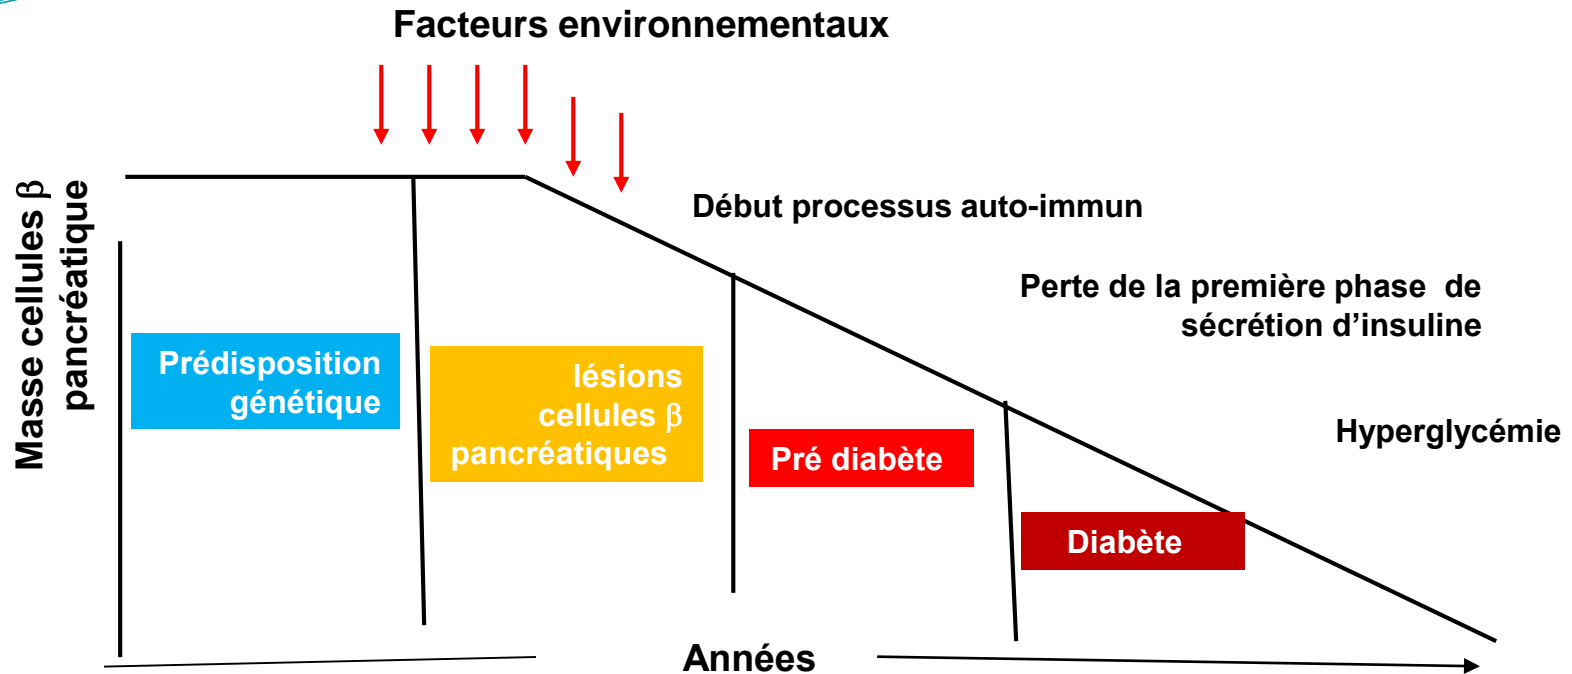 Facteurs environnementaux
Masse cellules β
pancréatique
Début processus auto-immun
Perte de la première phase de
sécrétion d’insuline
Prédisposition
génétique
lésions
cellules β
pancréatiques
Hyperglycémie
Pré diabète
Diabète
Années